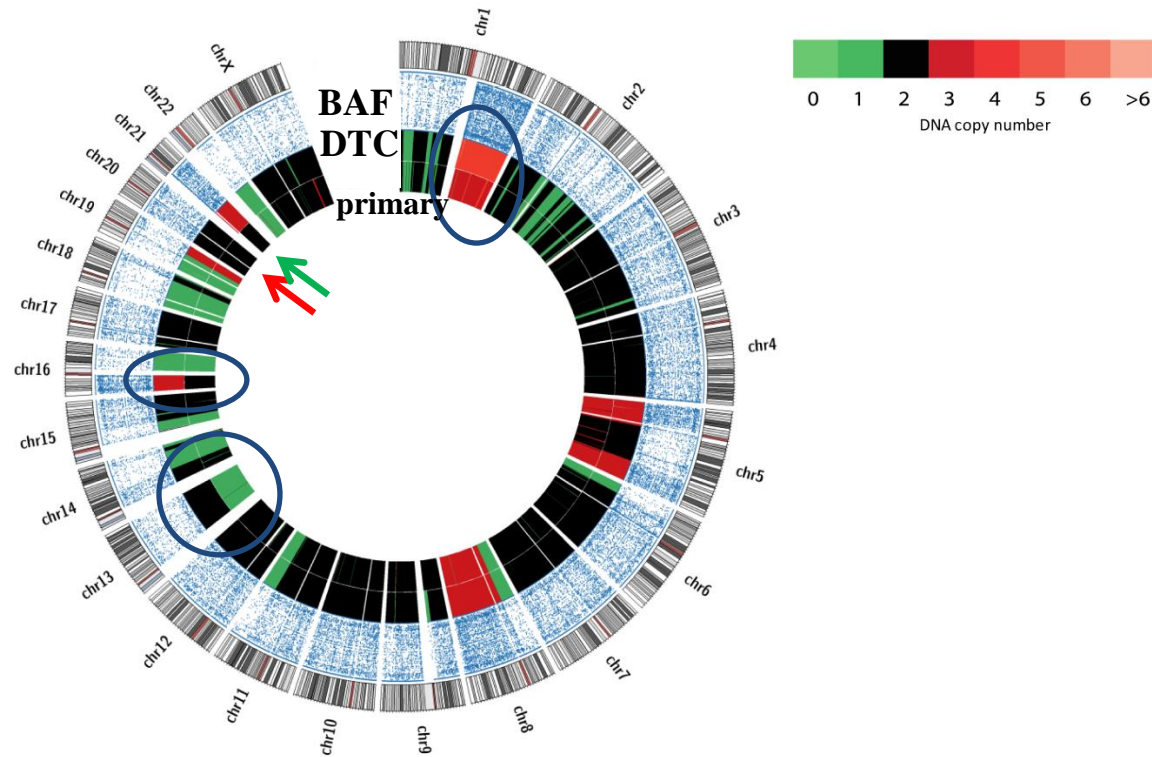 chr1
chr2
chr3
chr4
chr5
chr6
chr7
chr8
chr9
chr10
chr11
chr12
chr13
chr14
chr15
chr16
chr17
chr18
chr19
chr20
chr21
chr22
chrX
BAF
DTC
primary
0 1 2 3 4 5 6 >6
DNA copy number